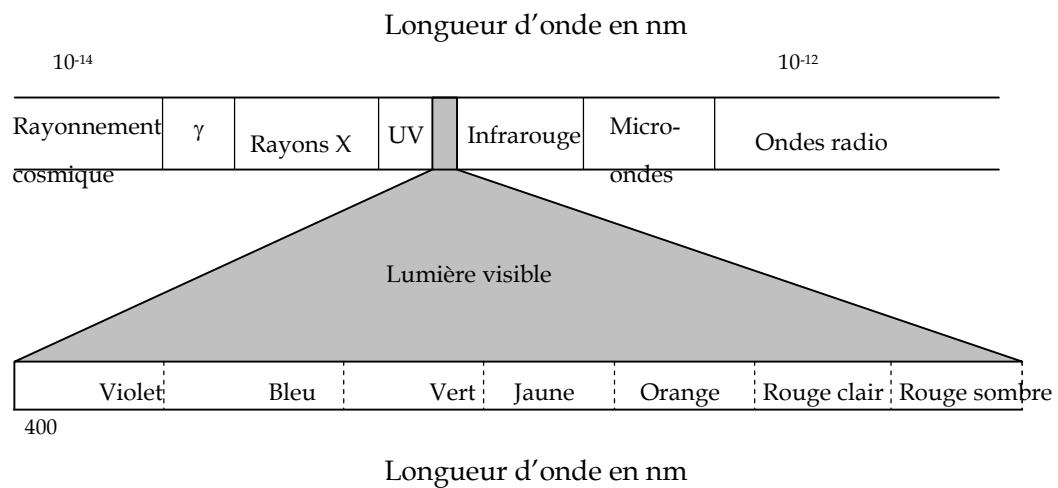 Longueur d’onde en nm
10-14 10-12
Rayonnement cosmique
γ
Rayons X
UV
Infrarouge
Micro-
ondes
Ondes radio
Lumière visible
Violet Bleu Vert Jaune Orange Rouge clair Rouge sombre
400
Longueur d’onde en nm